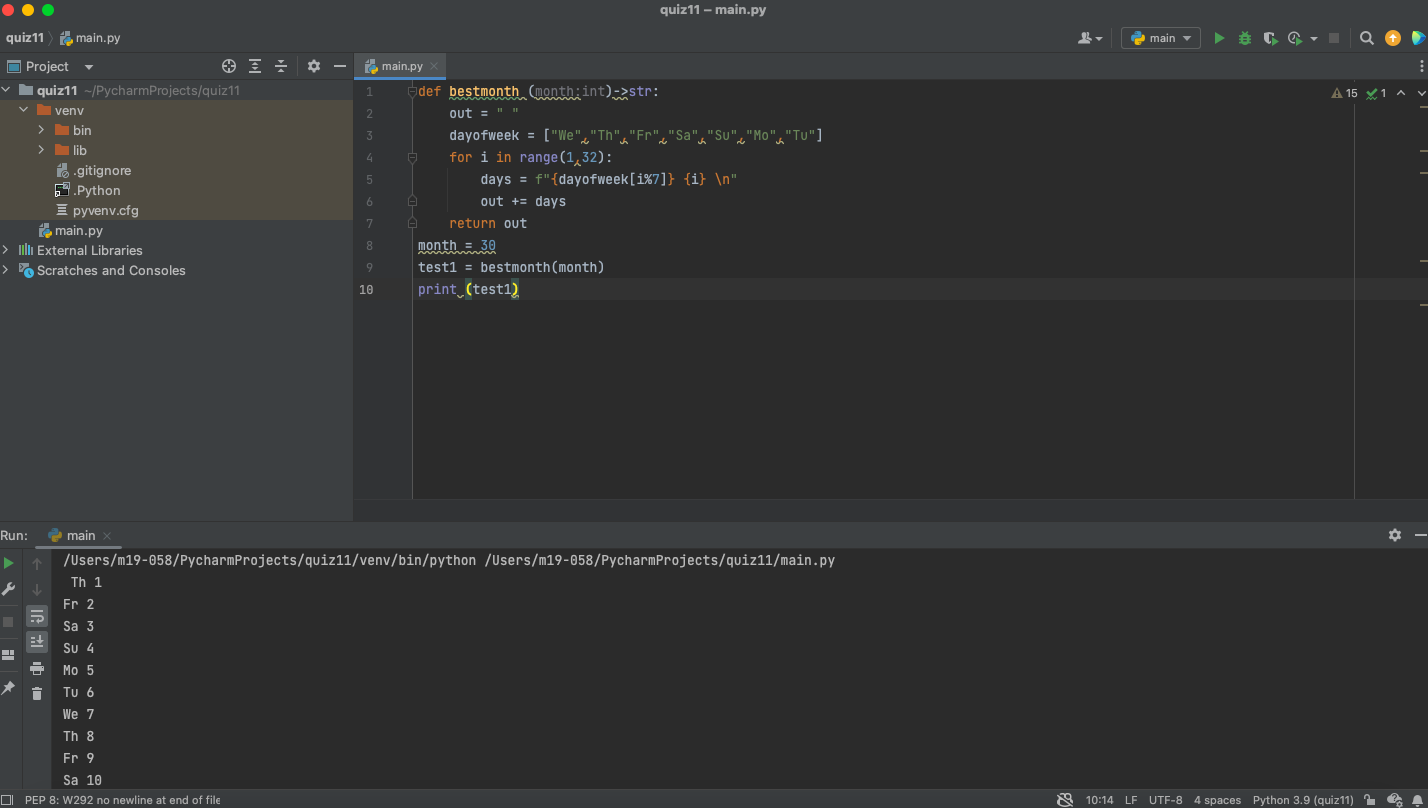 quiz11 – main.py
quiz11 main.py
main
Project
main.py
quiz11 ~/PycharmProjects/quiz11
venv
bin
lib
.gitignore
.Python
pyvenv.cfg
main.py
External Libraries
Scratches and Consoles
15 1
1 def bestmonth (month:int)->str:
2 out = " "
3 dayofweek = ["We","Th","Fr","Sa","Su","Mo","Tu"]
4 for i in range(1,32):
5 days = f"{dayofweek[i%7]} {i} \n"
6 out += days
7 return out
8 month = 30
9 test1 = bestmonth(month)
10 print (test1)
Run: main
/Users/m19-058/PycharmProjects/quiz11/venv/bin/python /Users/m19-058/PycharmProjects/quiz11/main.py
Th 1
Fr 2
Sa 3
Su 4
Mo 5
Tu 6
We 7
Th 8
Fr 9
Sa 10
PEP 8: W292 no newline at end of file
10:14 LF UTF-8 4 spaces Python 3.9 (quiz11)